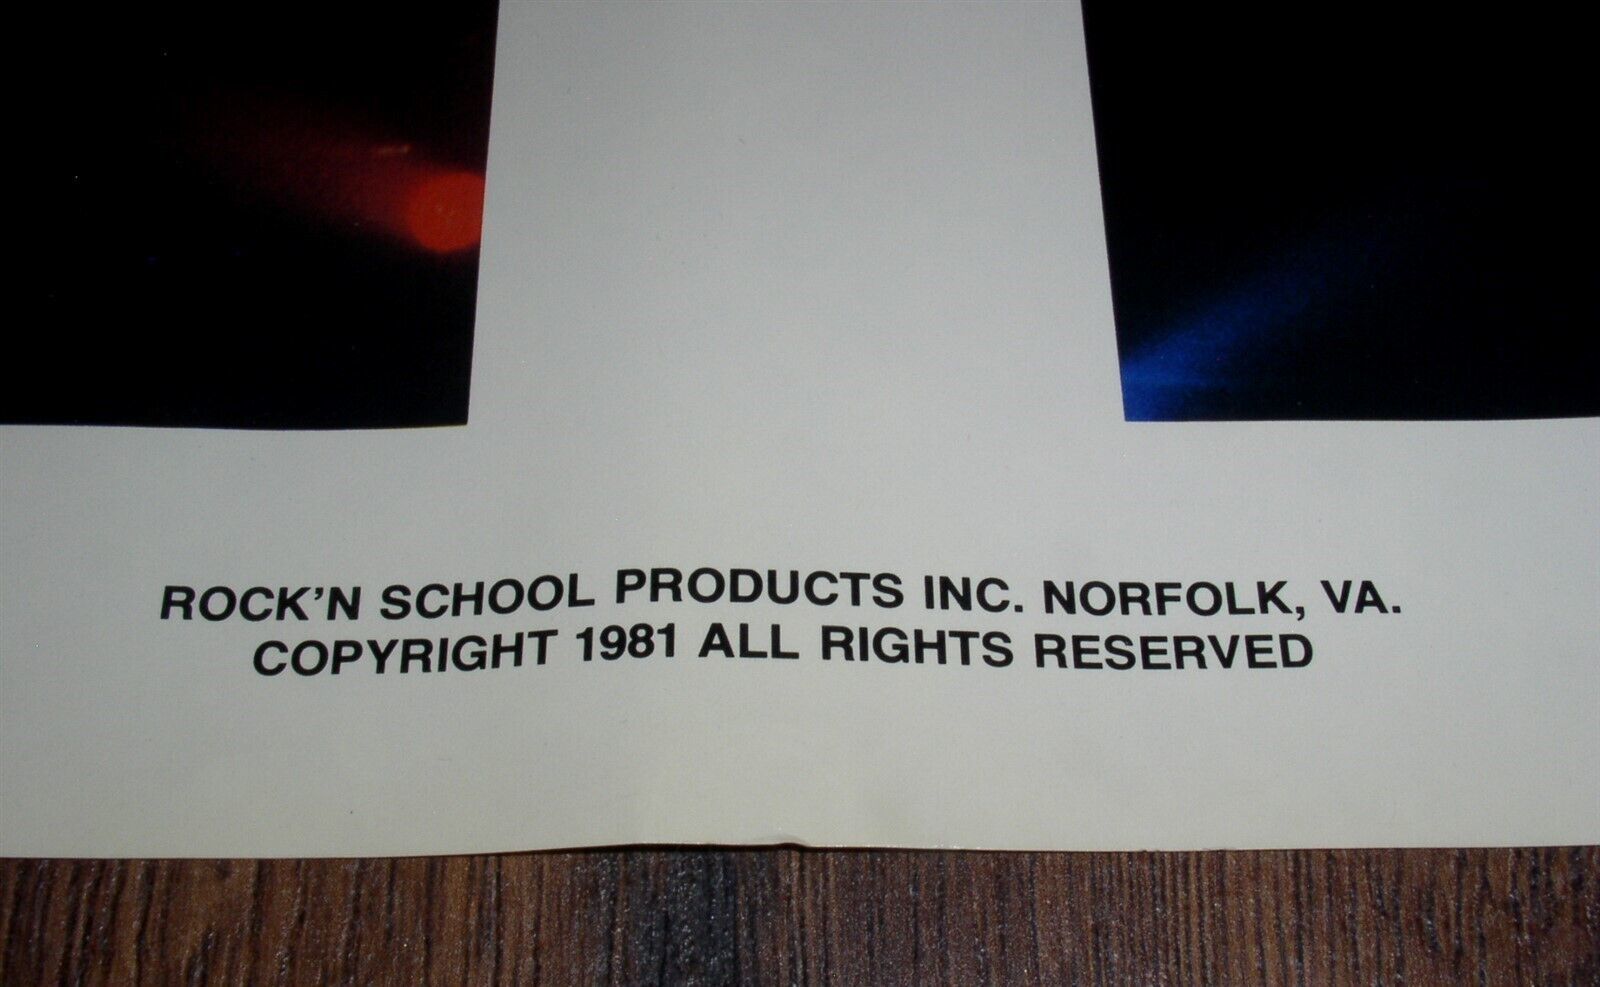 ROCK'N SCHOOL PRODUCTS INC. NORFOLK, VA.
COPYRIGHT 1981 ALL RIGHTS RESERVED